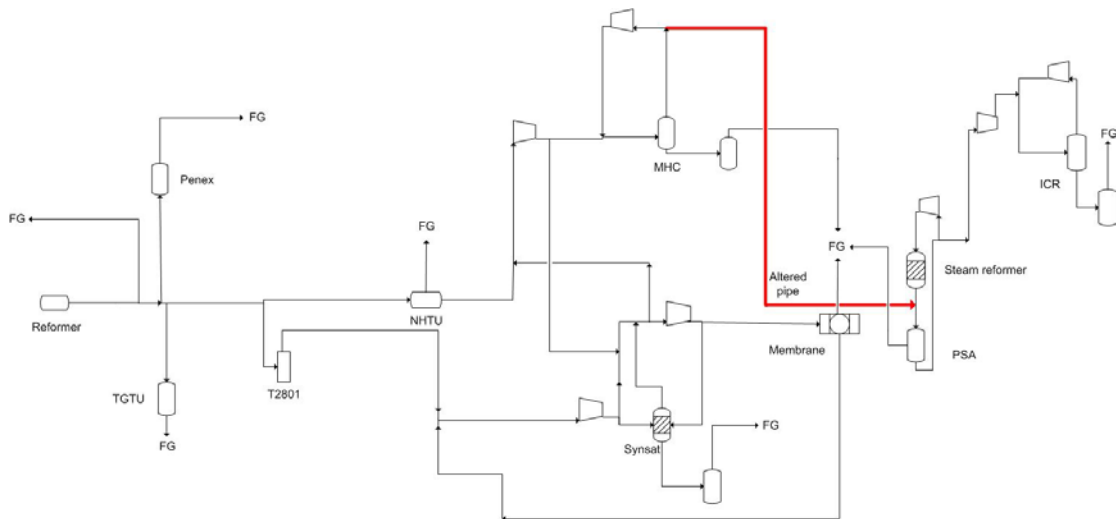 FG
Penex
FG
Reformer
TGTU
FG
T2801
FG
NHTU
MHC
FG
Altered
pipe
Membrane
Synsat
FG
Steam reformer
PSA
ICR
FG